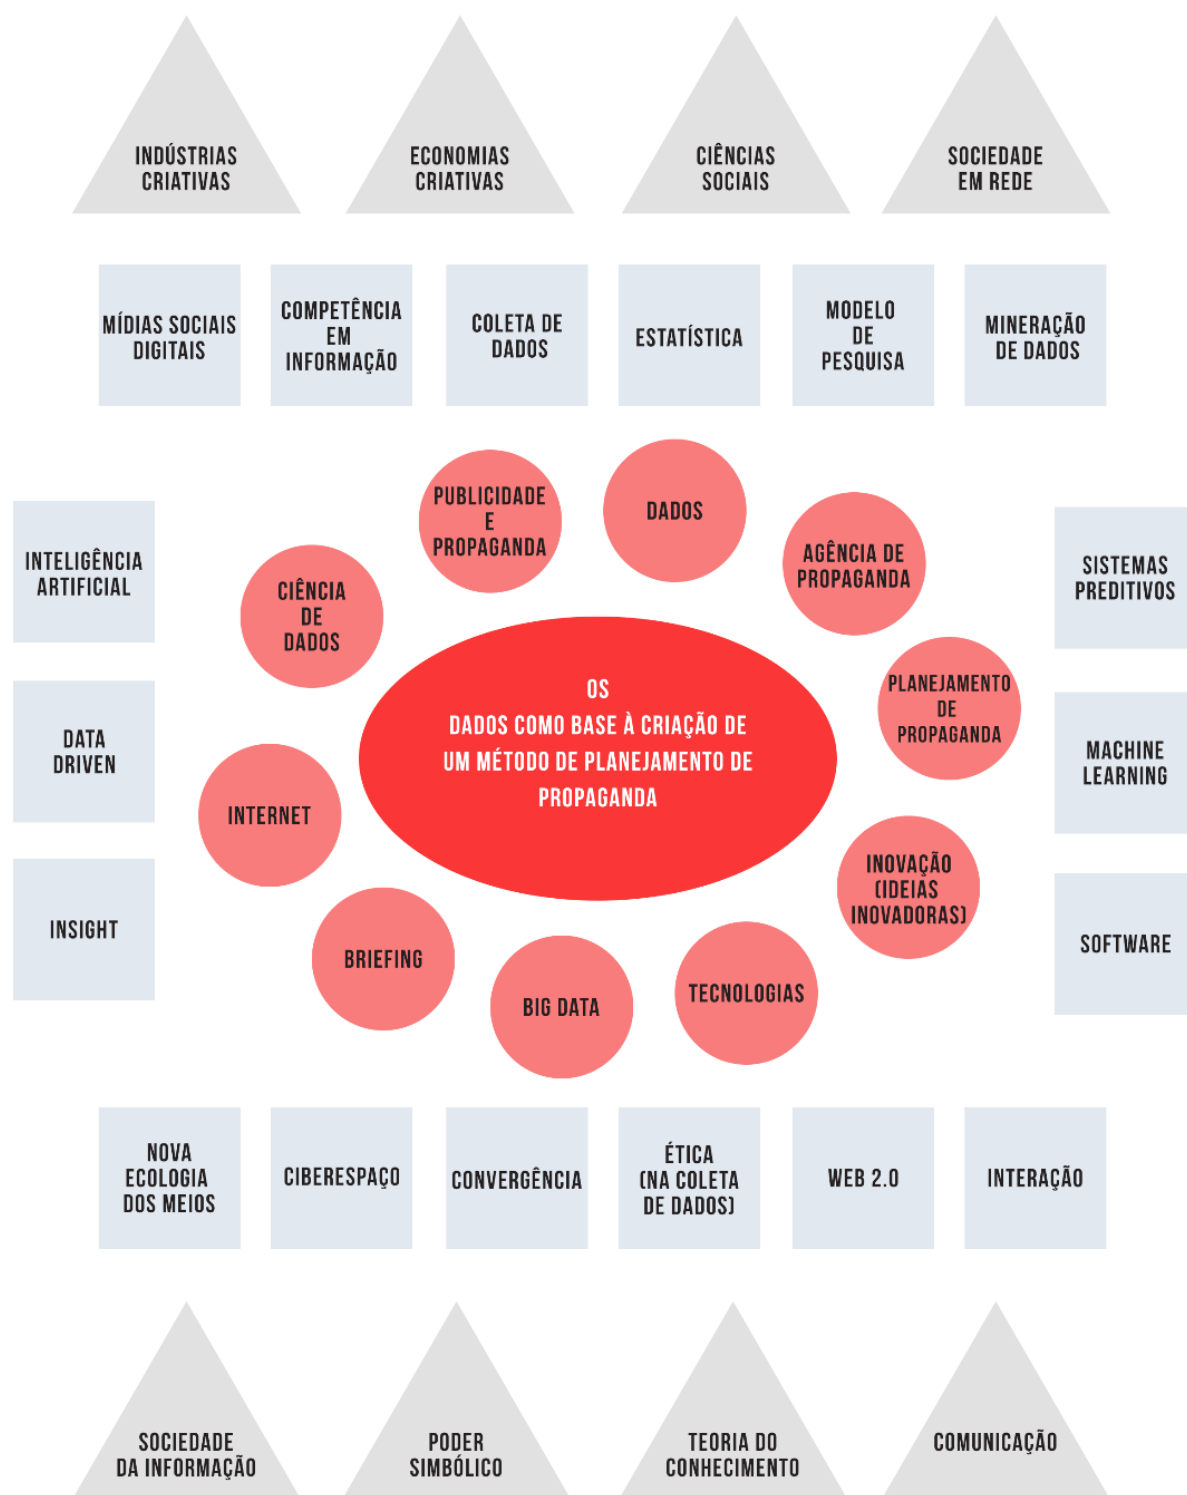 INDÚSTRIAS
CRIATIVAS
ECONOMIAS
CRIATIVAS
CIÊNCIAS
SOCIAIS
SOCIEDADE
EM REDE
MÍDIAS SOCIAIS
DIGITAIS
COMPETÊNCIA
EM
INFORMAÇÃO
COLETA DE
DADOS
ESTATÍSTICA
MODELO
DE
PESQUISA
MINERAÇÃO
DE DADOS
PUBLICIDADE
E
PROPAGANDA
DADOS
AGÊNCIA DE
PROPAGANDA
INTELIGÊNCIA
ARTIFICIAL
CIÊNCIA
DE
DADOS
SISTEMAS
PREDITIVOS
OS
DADOS COMO BASE À CRIAÇÃO DE
UM MÉTODO DE PLANEJAMENTO DE
PROPAGANDA
PLANEJAMENTO
DE
PROPAGANDA
DATA
DRIVEN
MACHINE
LEARNING
INTERNET
INOVAÇÃO
(IDEIAS
INOVADORAS)
INSIGHT
BRIEFING
BIG DATA
TECNOLOGIAS
SOFTWARE
NOVA
ECOLOGIA
DOS MEIOS
CIBERESPAÇO
CONVERGÊNCIA
ÉTICA
(NA COLETA
DE DADOS)
WEB 2.0
INTERAÇÃO
SOCIEDADE
DA INFORMAÇÃO
PODER
SIMBÓLICO
TEORIA DO
CONHECIMENTO
COMUNICAÇÃO